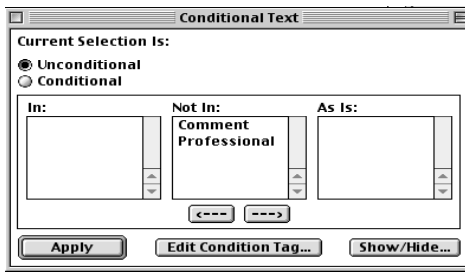 Conditional Text
Current Selection Is:
Unconditional
Conditional
In: Not In: As Is:
Comment
Professional
<--- --->
Apply Edit Condition Tag... Show/Hide...